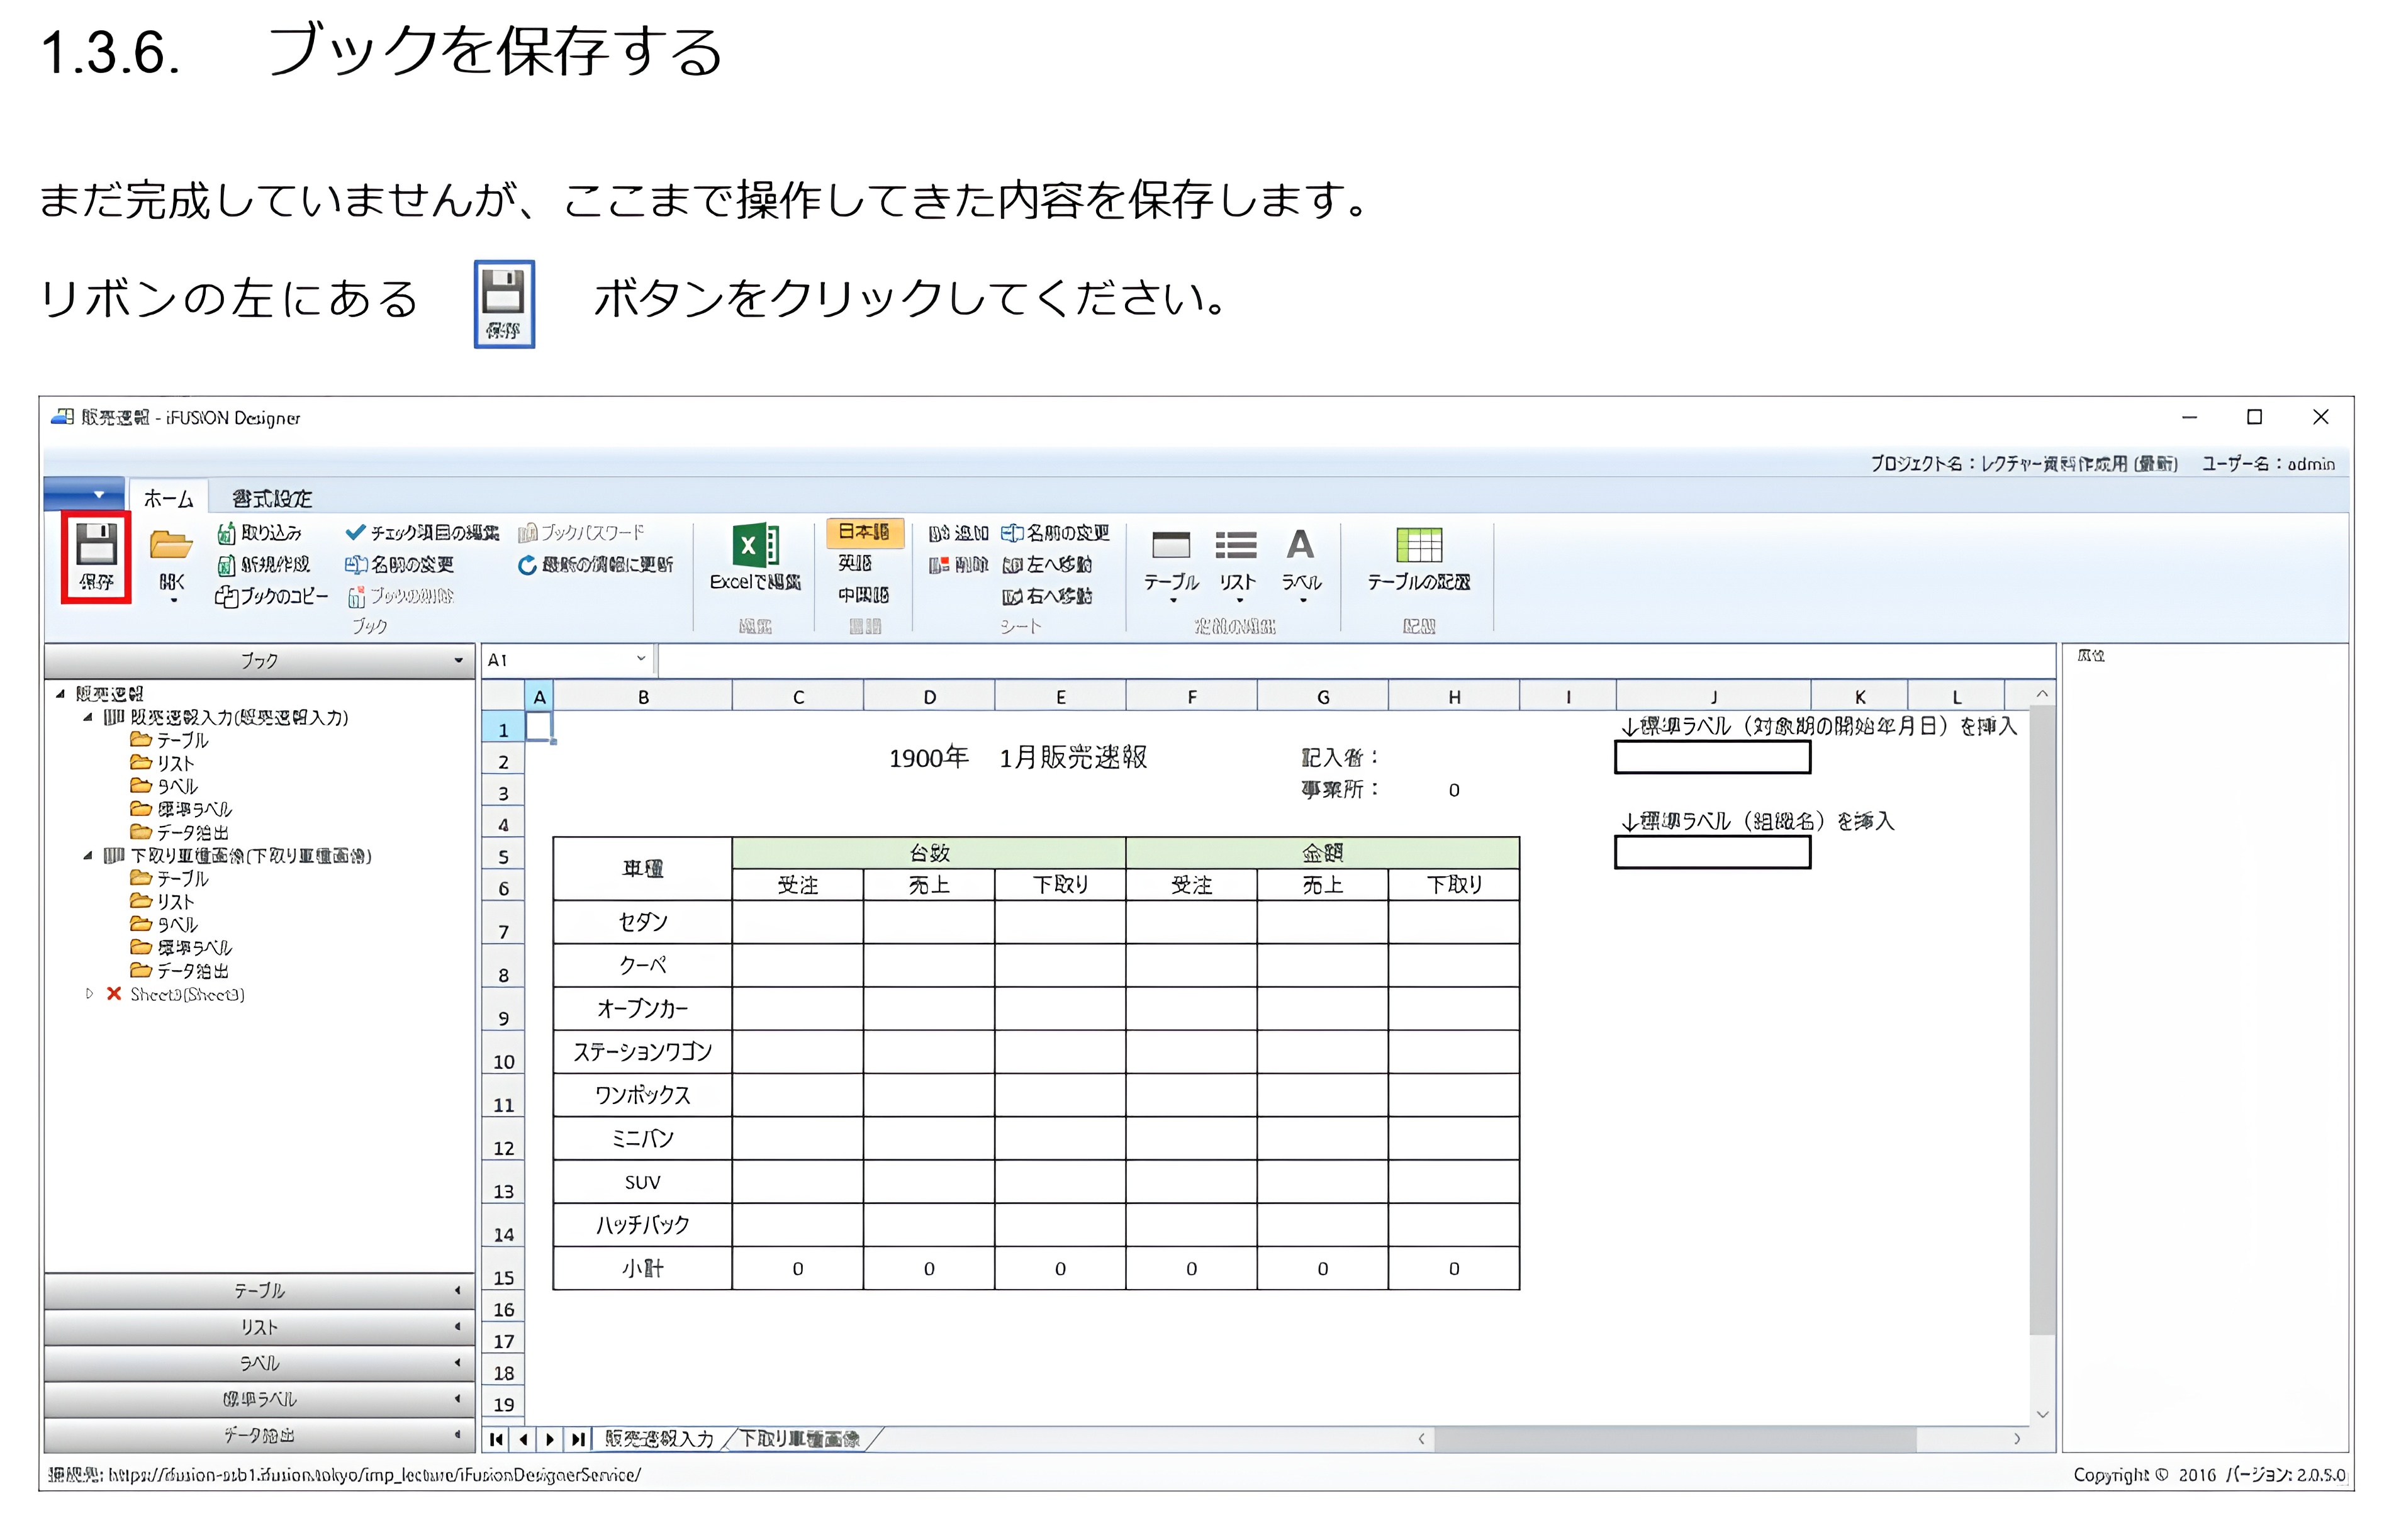 1.3.6. ブックを保存する
まだ完成していませんが、ここまで操作してきた内容を保存します。
リボンの左にある 保存 ボタンをクリックしてください。
販売速報 - iFUSION Designer
プロジェクト名：レクチャー資料作成用 (最新) ユーザー名：admin
ホーム 書式設定
保存 開く
取り込み チェック項目の編集 ブックパスワード
新規作成 名前の変更 最新の情報に更新
ブックのコピー ブックの削除
ブック
Excelで編集
編集
日本語
英語
中国語
言語
追加 名前の変更
削除 左へ移動
右へ移動
シート
テーブル リスト ラベル
定義の編集
テーブルの配置
配置
ブック
販売速報
販売速報入力(販売速報入力)
テーブル
リスト
ラベル
標準ラベル
データ抽出
下取り車種画像(下取り車種画像)
テーブル
リスト
ラベル
標準ラベル
データ抽出
Sheet3(Sheet3)
テーブル
リスト
ラベル
標準ラベル
データ抽出
A1
A B C D E F G H I J K L
1 ↓標準ラベル（対象期の開始年月日）を挿入
2 1900年 1月販売速報 記入者：
3 事業所： 0
4 ↓標準ラベル（組織名）を挿入
5 車種 台数 金額
6 受注 売上 下取り 受注 売上 下取り
7 セダン
8 クーペ
9 オープンカー
10 ステーションワゴン
11 ワンボックス
12 ミニバン
13 SUV
14 ハッチバック
15 小計 0 0 0 0 0 0
16
17
18
19
販売速報入力 下取り車種画像
接続先:
Copyright © 2016 バージョン: 2.0.5.0